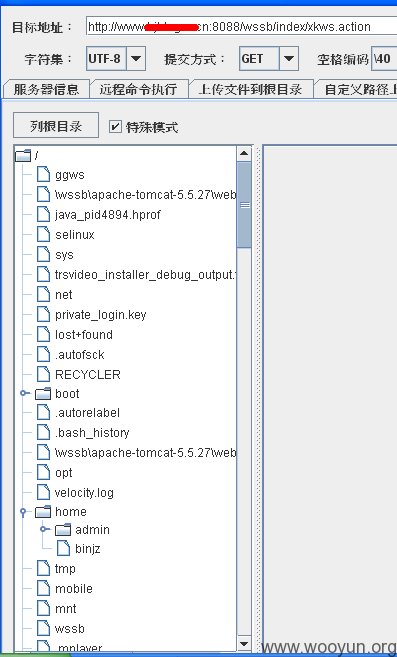 目标地址： http://www cn:8088/wssb/index/xkws.action
字符集： UTF-8 提交方式： GET 空格编码 \40
服务器信息 远程命令执行 上传文件到根目录 自定义路径上
列根目录 特殊模式
/
ggws
\wssb\apache-tomcat-5.5.27\web
java_pid4894.hprof
selinux
sys
trsvideo_installer_debug_output.
net
private_login.key
lost+found
.autofsck
RECYCLER
boot
.autorelabel
.bash_history
\wssb\apache-tomcat-5.5.27\web
opt
velocity.log
home
admin
binjz
tmp
mobile
mnt
wssb
.mplayer
www.wooyun.org